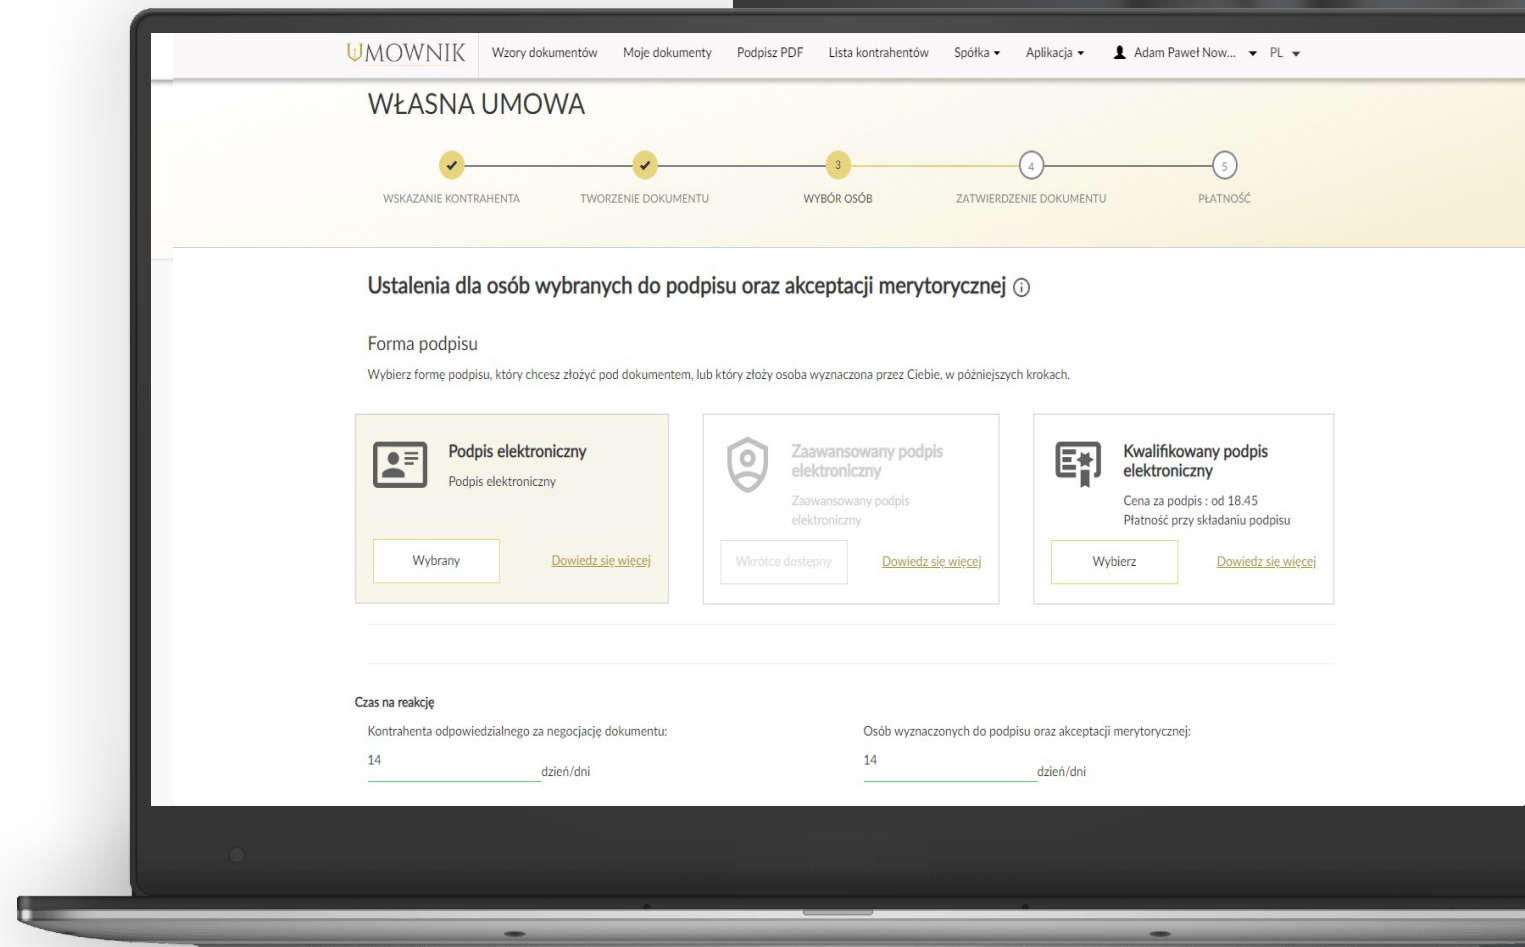 UMOWNIK Wzory dokumentów Moje dokumenty Podpisz PDF Lista kontrahentów Spółka Aplikacja Adam Paweł Now... PL
WŁASNA UMOWA
3 4 5
WSKAZANIE KONTRAHENTA TWORZENIE DOKUMENTU WYBÓR OSÓB ZATWIERDZENIE DOKUMENTU PŁATNOŚĆ
Ustalenia dla osób wybranych do podpisu oraz akceptacji merytorycznej
Forma podpisu
Wybierz formę podpisu, który chcesz złożyć pod dokumentem, lub który złoży osoba wyznaczona przez Ciebie, w późniejszych krokach.
Podpis elektroniczny
Podpis elektroniczny
Wybrany Dowiedz się więcej
Zaawansowany podpis
elektroniczny
Zaawansowany podpis
elektroniczny
Wkrótce dostępny Dowiedz się więcej
Kwalifikowany podpis
elektroniczny
Cena za podpis : od 18.45
Płatność przy składaniu podpisu
Wybierz Dowiedz się więcej
Czas na reakcję
Kontrahenta odpowiedzialnego za negocjację dokumentu:
14
dzień/dni
Osób wyznaczonych do podpisu oraz akceptacji merytorycznej:
14
dzień/dni